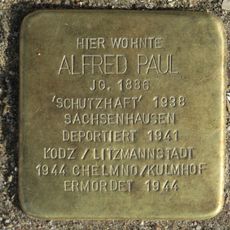 HIER WOHNTE
ALFRED PAUL
JG. 1886
'SCHUTZHAFT' 1938
SACHSENHAUSEN
DEPORTIERT 1941
ŁODZ / LITZMANNSTADT
1944 CHELMNO/KULMHOF
ERMORDET 1944